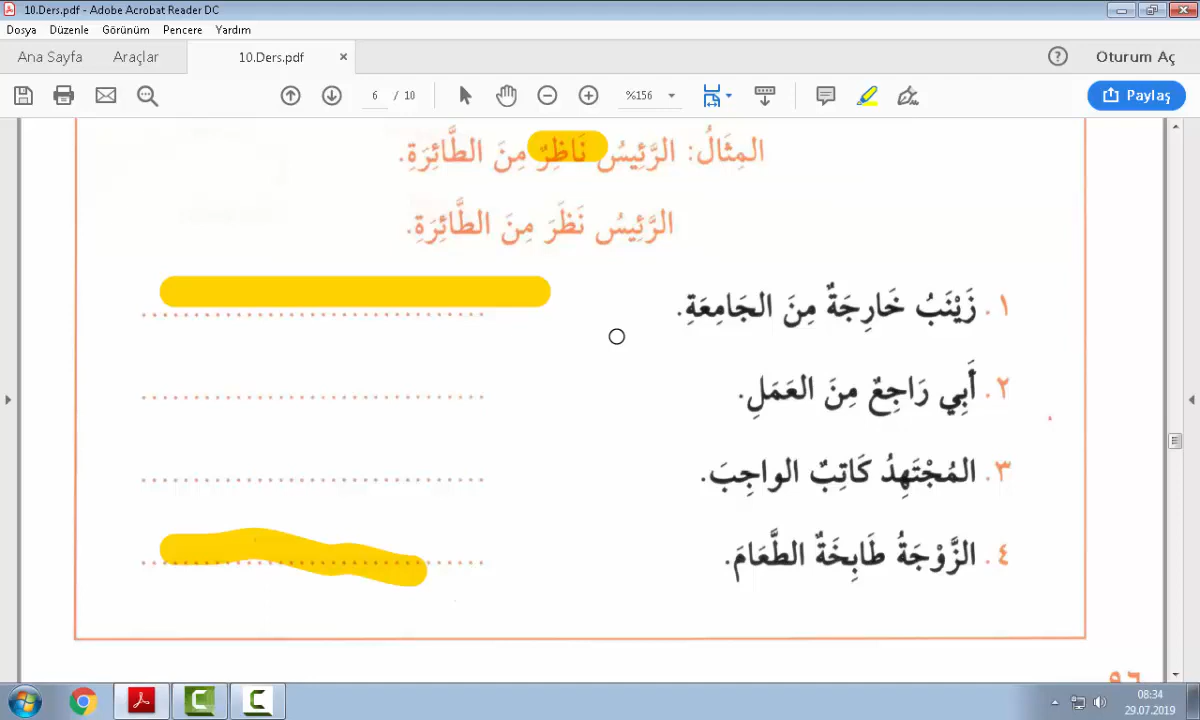 10.Ders.pdf - Adobe Acrobat Reader DC
Dosya Düzenle Görünüm Pencere Yardım
Ana Sayfa Araçlar 10.Ders.pdf × Oturum Aç
6 / 10 %156 Paylaş
المِثَالُ: الرَّئِيسُ نَاظِرٌ مِنَ الطَّائِرَةِ.
الرَّئِيسُ نَظَرَ مِنَ الطَّائِرَةِ.
١. زَيْنَبُ خَارِجَةٌ مِنَ الجَامِعَةِ. ................................
٢. أَبِي رَاجِعٌ مِنَ العَمَلِ. ................................
٣. المُجْتَهِدُ كَاتِبٌ الواجِبَ. ................................
٤. الزَّوْجَةُ طَابِخَةٌ الطَّعَامَ. ................................
٩٦
08:34
29.07.2019